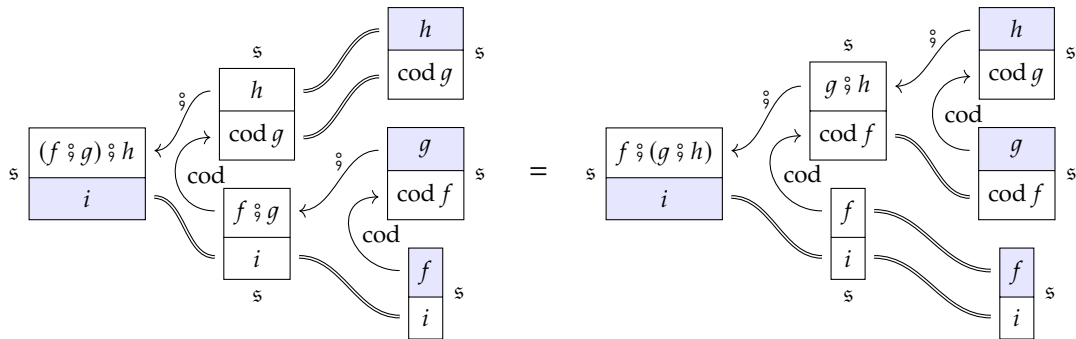 h
cod g
𝔰
𝔰
h
cod g
⨟
(f ⨟ g) ⨟ h
i
𝔰
cod
⨟
g
cod f
𝔰
f ⨟ g
i
𝔰
cod
f
i
𝔰
=
h
cod g
𝔰
⨟
𝔰
g ⨟ h
cod f
⨟
cod
f ⨟ (g ⨟ h)
i
𝔰
g
cod f
𝔰
cod
f
i
𝔰
f
i
𝔰